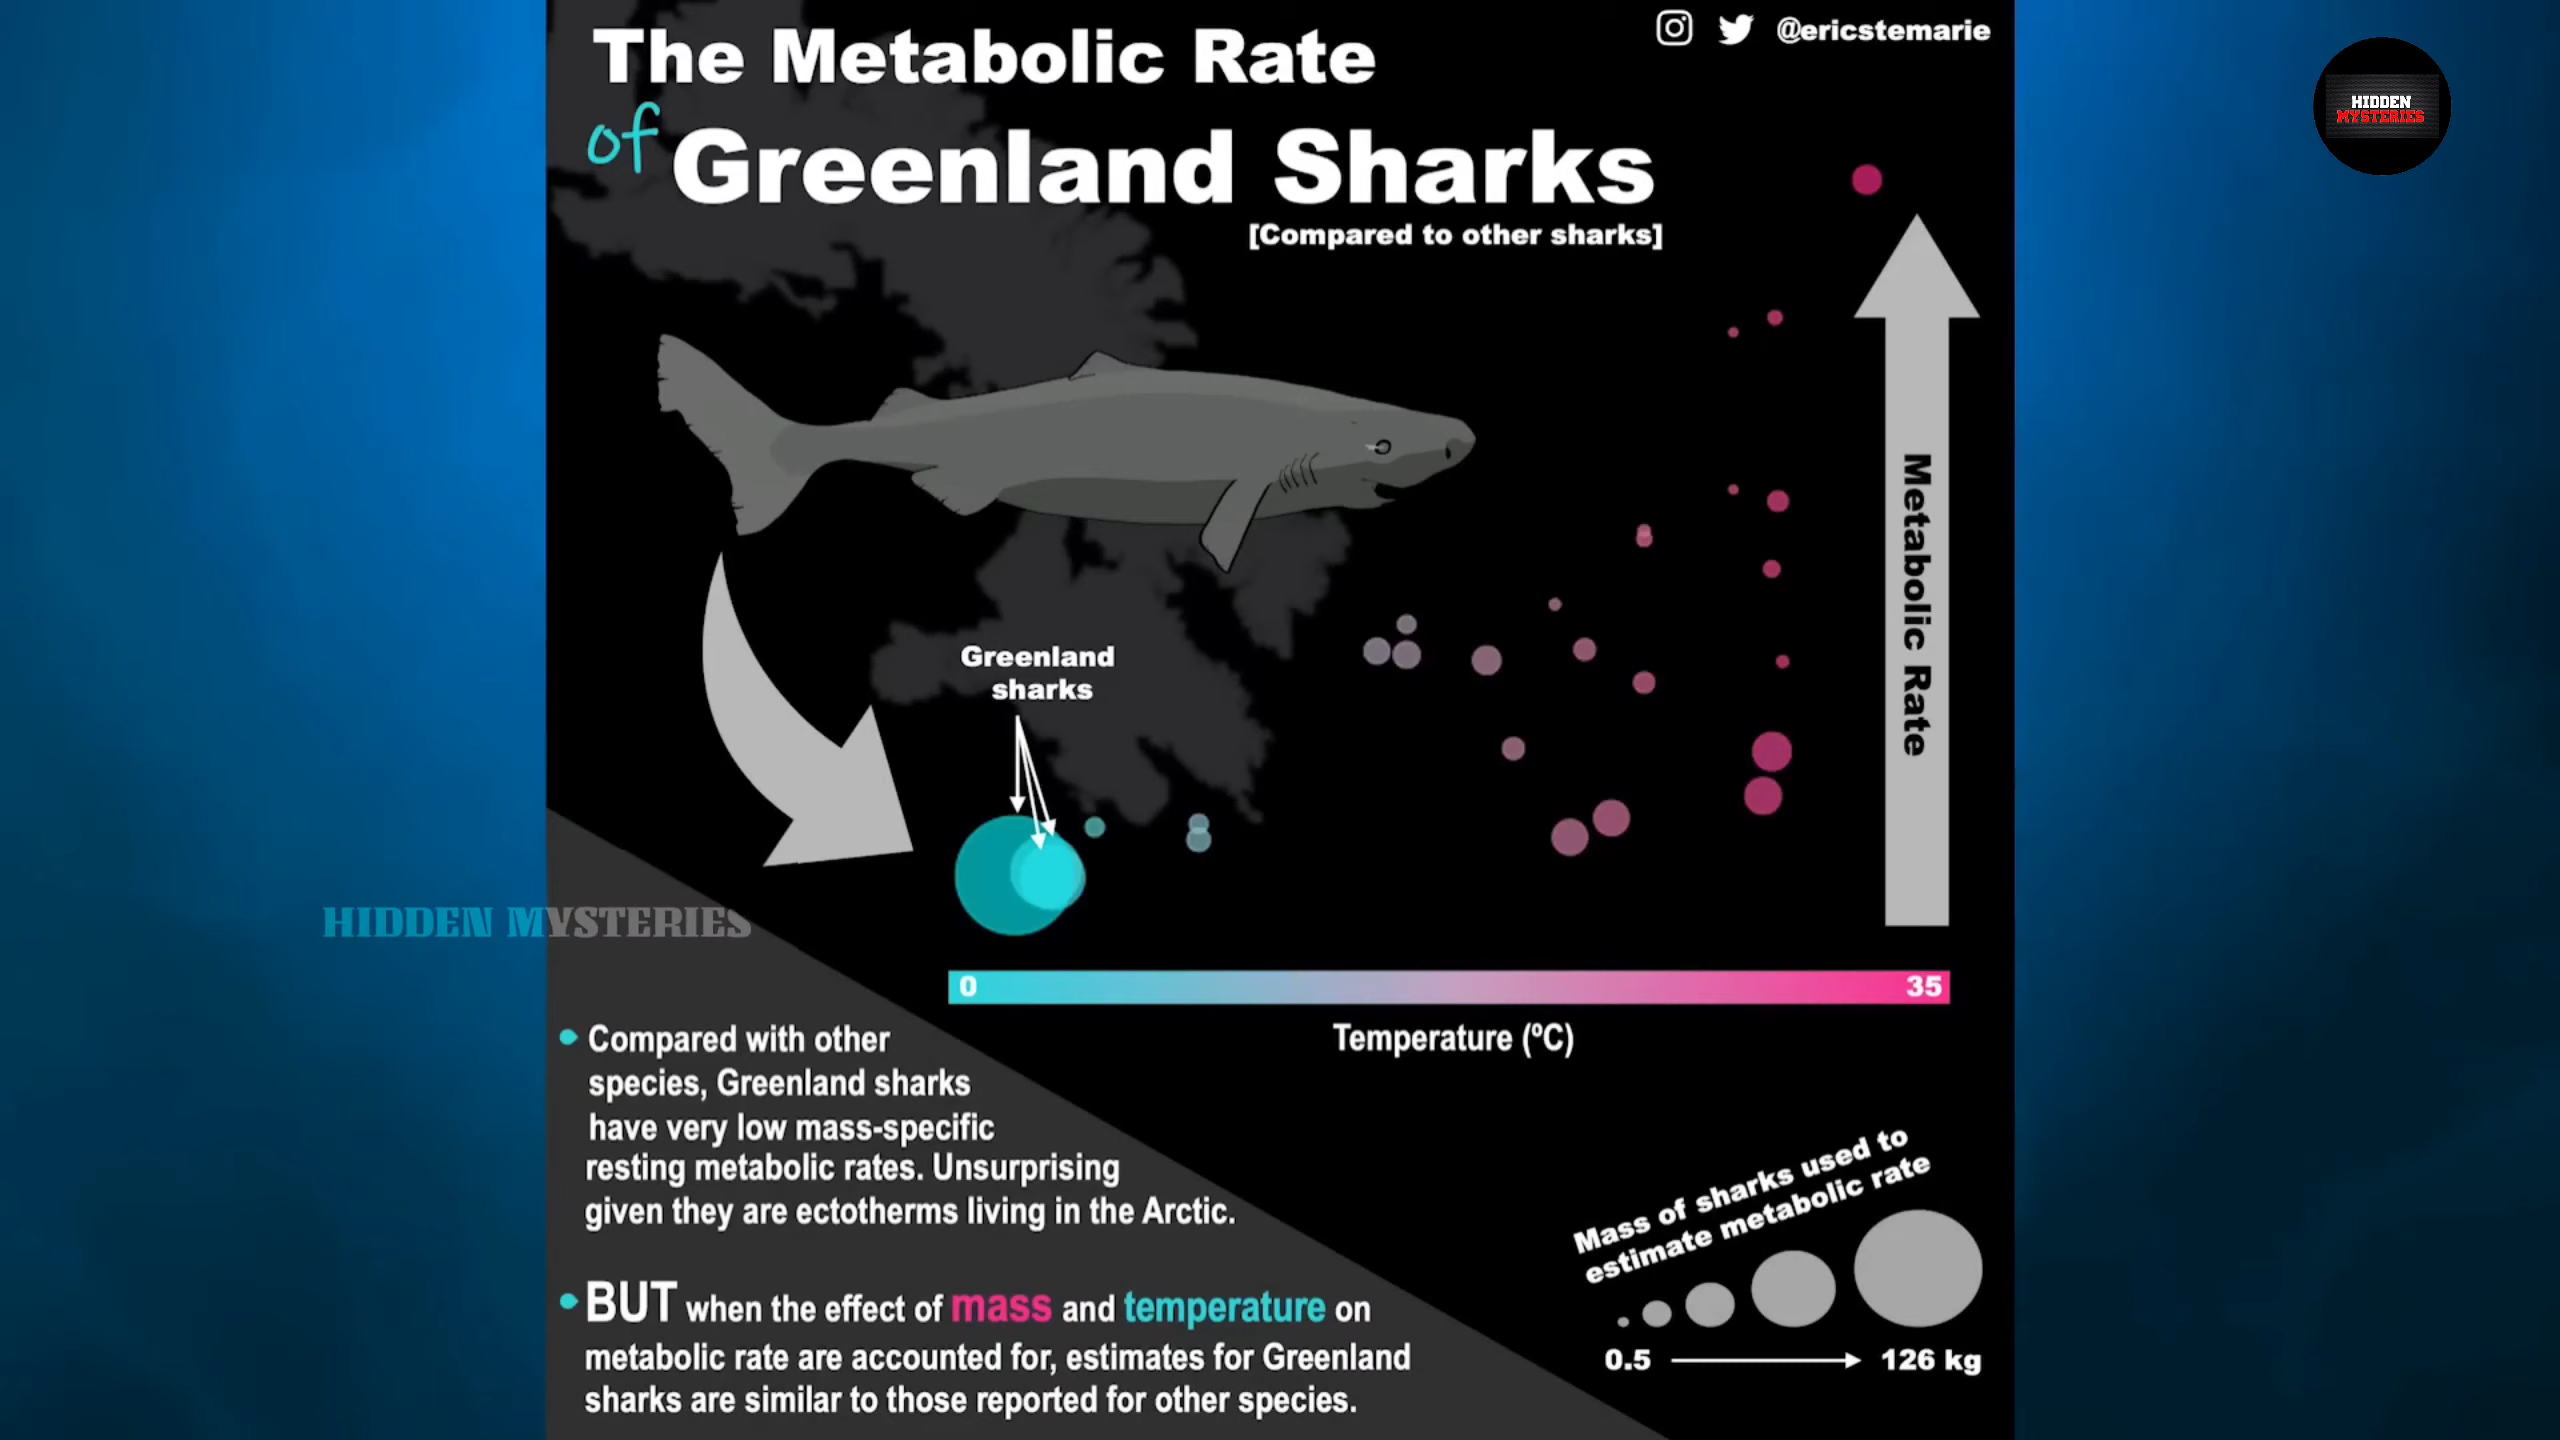 The Metabolic Rate
of Greenland Sharks
[Compared to other sharks]
@ericstemarie
HIDDEN
MYSTERIES
Metabolic Rate
Greenland
sharks
HIDDEN MYSTERIES
0
35
Temperature (ºC)
• Compared with other
species, Greenland sharks
have very low mass-specific
resting metabolic rates. Unsurprising
given they are ectotherms living in the Arctic.
• BUT when the effect of mass and temperature on
metabolic rate are accounted for, estimates for Greenland
sharks are similar to those reported for other species.
Mass of sharks used to
estimate metabolic rate
0.5
126 kg